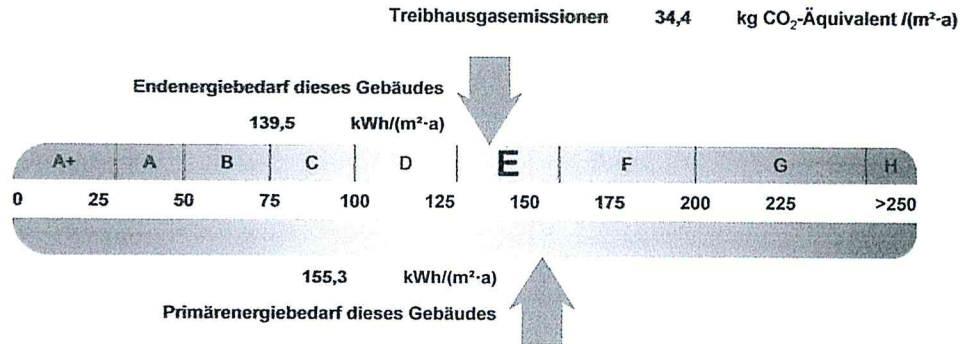 Treibhausgasemissionen 34,4 kg CO₂-Äquivalent /(m²·a)
Endenergiebedarf dieses Gebäudes
139,5 kWh/(m²·a)
A+ A B C D E F G H
0 25 50 75 100 125 150 175 200 225 >250
155,3 kWh/(m²·a)
Primärenergiebedarf dieses Gebäudes